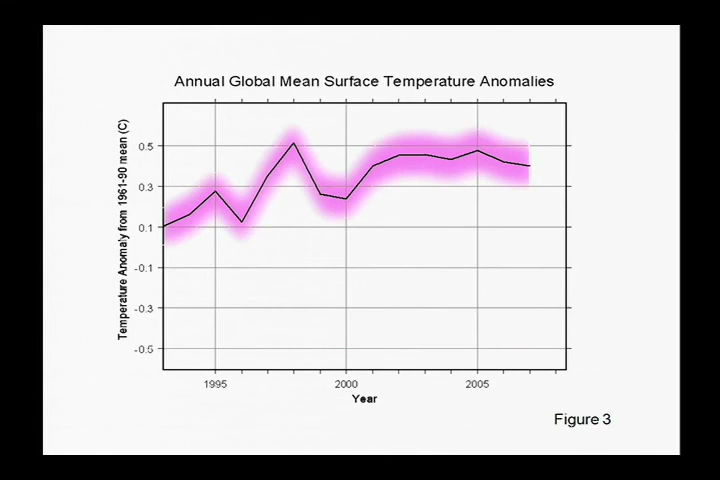 Annual Global Mean Surface Temperature Anomalies
Temperature Anomaly from 1961-90 mean (C)
0.5
0.3
0.1
-0.1
-0.3
-0.5
1995
2000
2005
Year
Figure 3